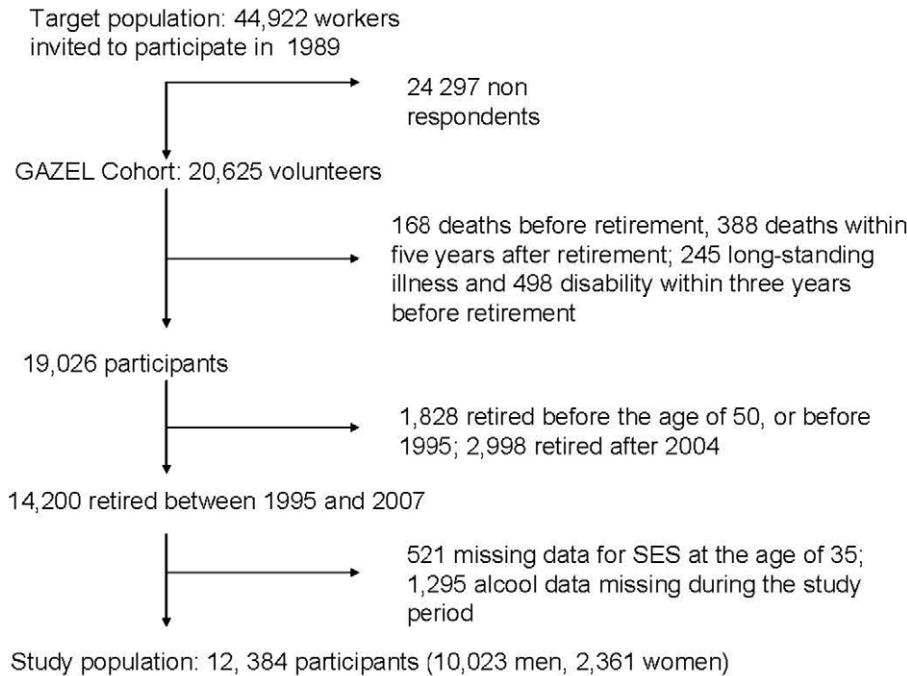 Target population: 44,922 workers
invited to participate in 1989
24 297 non
respondents
GAZEL Cohort: 20,625 volunteers
168 deaths before retirement, 388 deaths within
five years after retirement; 245 long-standing
illness and 498 disability within three years
before retirement
19,026 participants
1,828 retired before the age of 50, or before
1995; 2,998 retired after 2004
14,200 retired between 1995 and 2007
521 missing data for SES at the age of 35;
1,295 alcool data missing during the study
period
Study population: 12, 384 participants (10,023 men, 2,361 women)